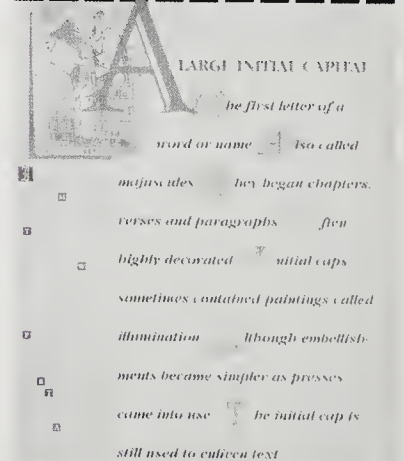 A LARGE INITIAL CAPITAL
he first letter of a
word or name Also called
majuscules hey began chapters,
verses and paragraphs ften
highly decorated nitial caps
sometimes contained paintings called
illumination lthough embellish-
ments became simpler as presses
came into use T he initial cap is
still used to enliven text